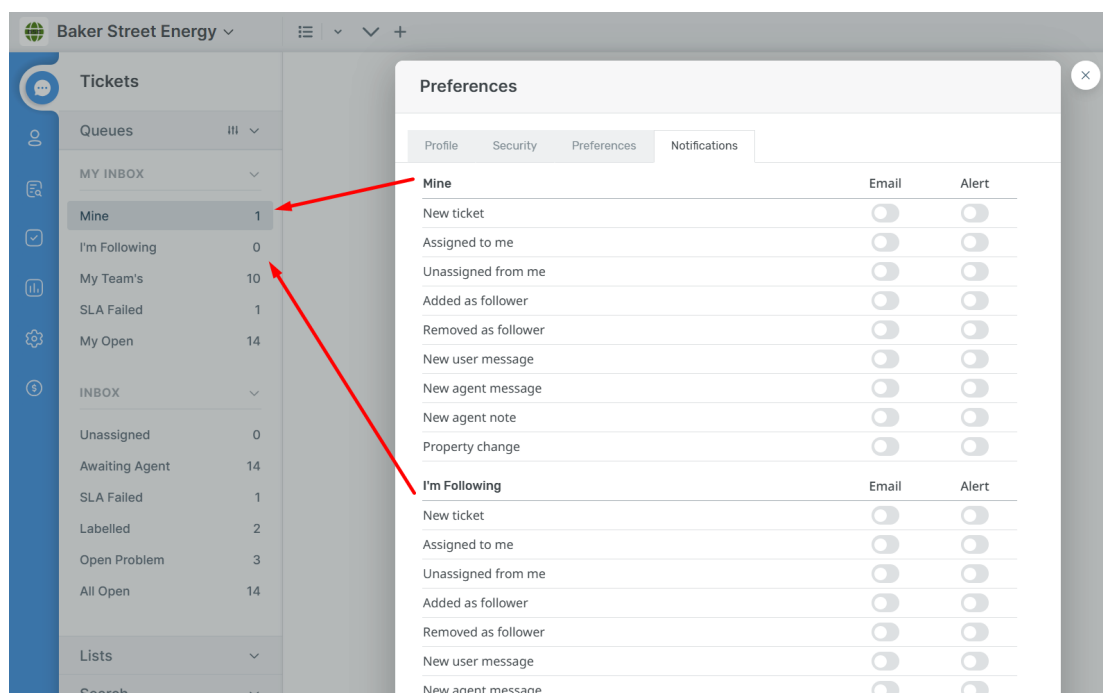 Baker Street Energy
Tickets
Queues
MY INBOX
Mine 1
I'm Following 0
My Team's 10
SLA Failed 1
My Open 14
INBOX
Unassigned 0
Awaiting Agent 14
SLA Failed 1
Labelled 2
Open Problem 3
All Open 14
Lists
Search
Preferences
Profile Security Preferences Notifications
Mine Email Alert
New ticket
Assigned to me
Unassigned from me
Added as follower
Removed as follower
New user message
New agent message
New agent note
Property change
I'm Following Email Alert
New ticket
Assigned to me
Unassigned from me
Added as follower
Removed as follower
New user message
New agent message